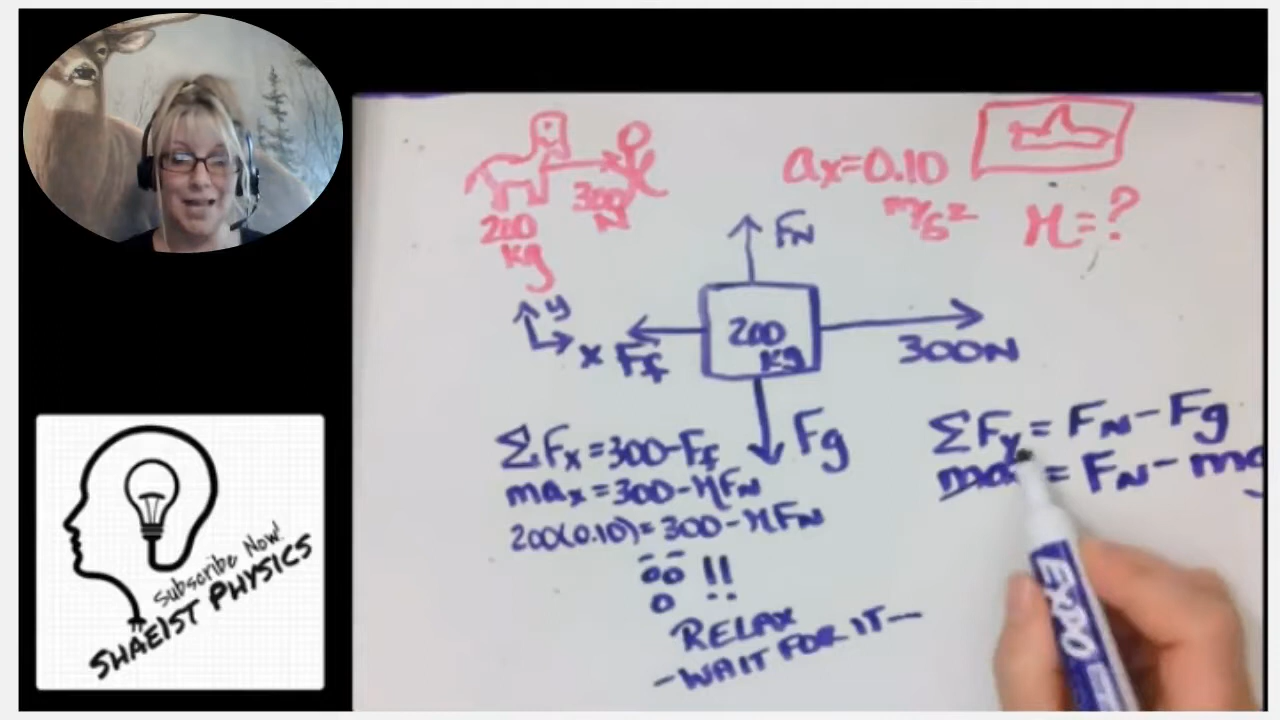 300
N
200
kg
ax=0.10
m/s²
μ=?
FN
y
x
Ff
200
kg
300N
Fg
ΣFx=300-Ff
max=300-μFN
200(0.10)=300-μFN
!!
RELAX
-WAIT FOR IT-
ΣFy=FN-Fg
ma =FN-mg
EXPO
Subscribe Now!
SHAEIST PHYSICS